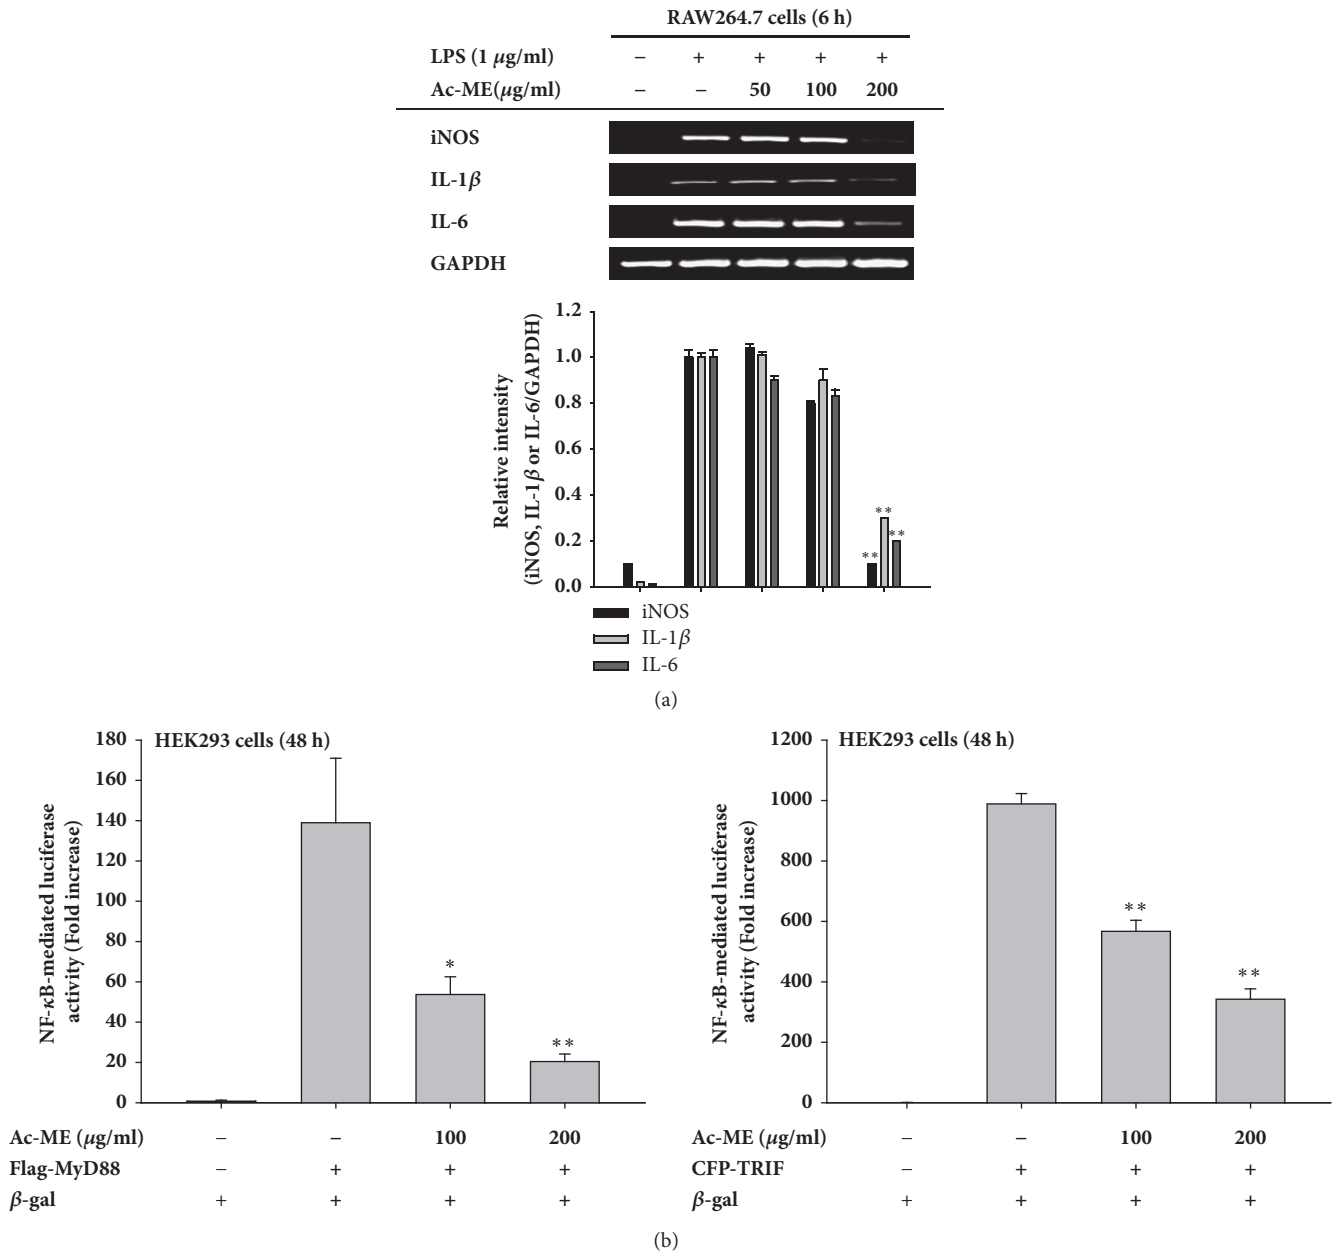 RAW264.7 cells (6 h)
LPS (1 μg/ml) − + + + +
Ac-ME(μg/ml) − − 50 100 200
iNOS
IL-1β
IL-6
GAPDH
1.2
1.0
0.8
0.6
0.4
0.2
0.0
Relative intensity
(iNOS, IL-1β or IL-6/GAPDH)
**
**
**
iNOS
IL-1β
IL-6
(a)
HEK293 cells (48 h)
180
160
140
120
100
80
60
40
20
0
NF-κB-mediated luciferase
activity (Fold increase)
*
**
Ac-ME (μg/ml) − − 100 200
Flag-MyD88 − + + +
β-gal + + + +
HEK293 cells (48 h)
1200
1000
800
600
400
200
0
NF-κB-mediated luciferase
activity (Fold increase)
**
**
Ac-ME (μg/ml) − − 100 200
CFP-TRIF − + + +
β-gal + + + +
(b)